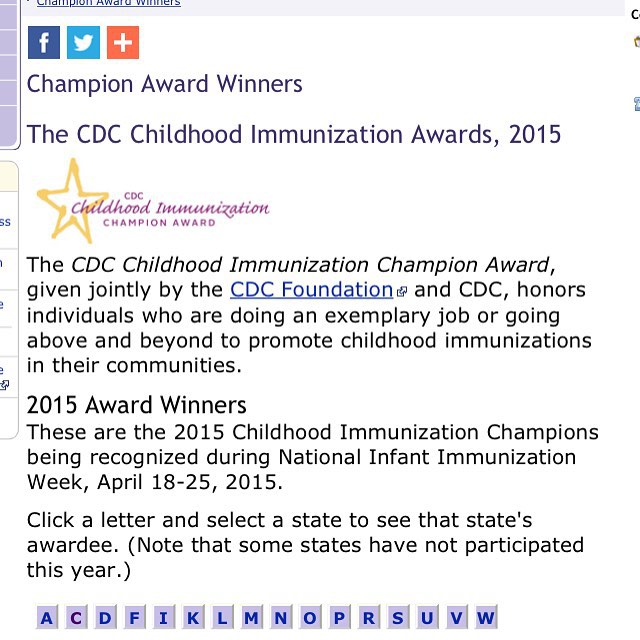 Champion Award Winners
Co
f
Champion Award Winners
The CDC Childhood Immunization Awards, 2015
CDC
Childhood Immunization
CHAMPION AWARD
ss
The CDC Childhood Immunization Champion Award,
n
given jointly by the CDC Foundation and CDC, honors
e
individuals who are doing an exemplary job or going
above and beyond to promote childhood immunizations
e
in their communities.
2015 Award Winners
These are the 2015 Childhood Immunization Champions
being recognized during National Infant Immunization
Week, April 18-25, 2015.
Click a letter and select a state to see that state's
awardee. (Note that some states have not participated
this year.)
A C D F I K L M N O P R S U V W